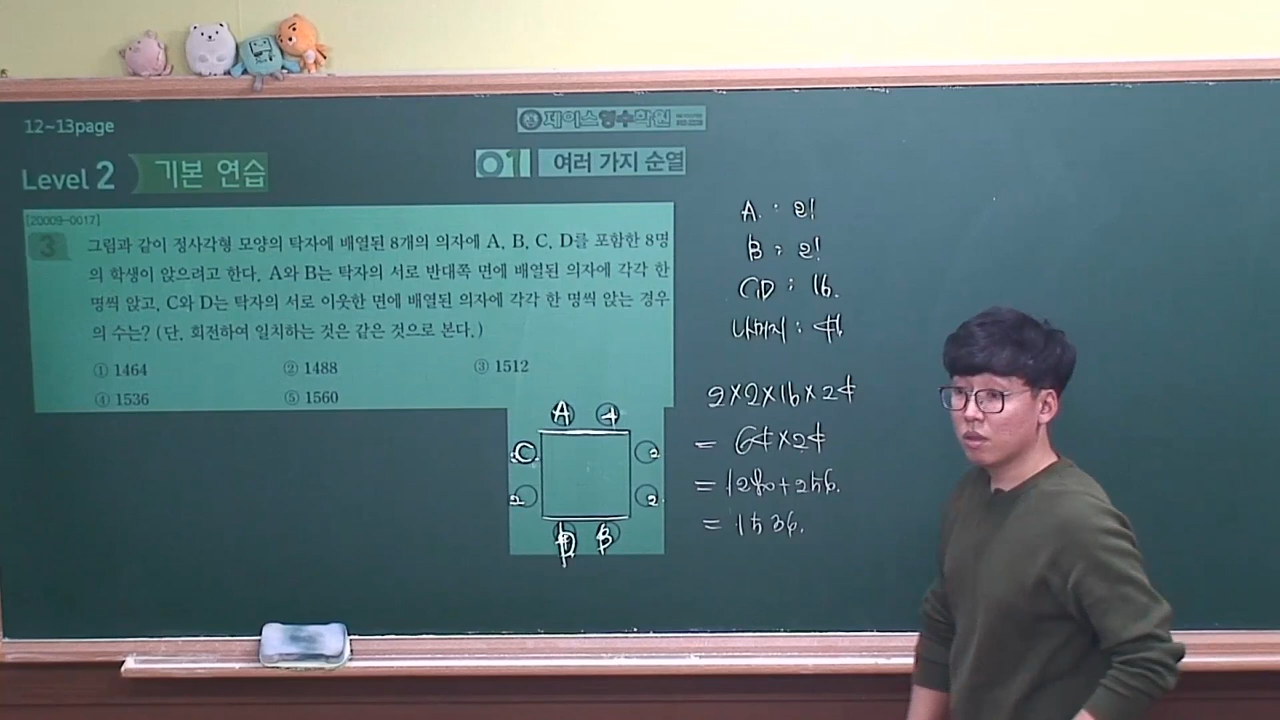 12~13page
제이스영수학원
Level 2 기본 연습
01 여러 가지 순열
[20009-0017]
3 그림과 같이 정사각형 모양의 탁자에 배열된 8개의 의자에 A, B, C, D를 포함한 8명
의 학생이 앉으려고 한다. A와 B는 탁자의 서로 반대쪽 면에 배열된 의자에 각각 한
명씩 앉고, C와 D는 탁자의 서로 이웃한 면에 배열된 의자에 각각 한 명씩 앉는 경우
의 수는? (단, 회전하여 일치하는 것은 같은 것으로 본다.)
① 1464 ② 1488 ③ 1512
④ 1536 ⑤ 1560
A 4
C 2
2 2
D B
A : 2!
B : 2!
C,D : 16.
나머지 : 4!.
2×2×16×24
= 64×24
= 1280+256.
= 1536.